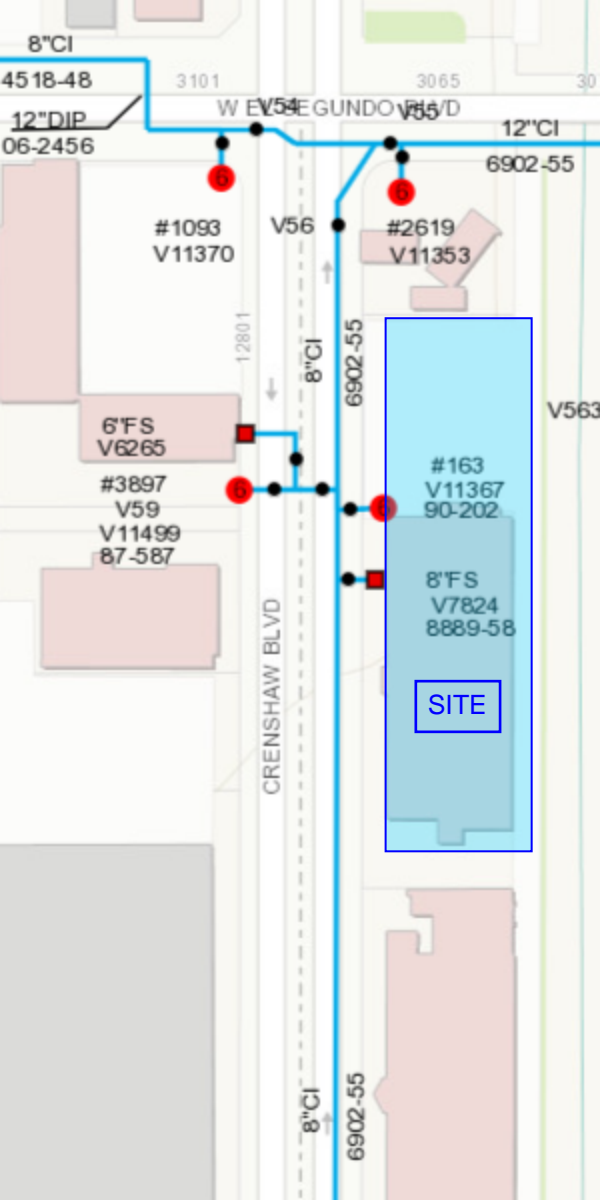 8"CI
4518-48
3101
3065
30
W EL SEGUNDO BLVD
V54
V55
12"DIP
06-2456
12"CI
6902-55
6
6
#1093
V11370
V56
#2619
V11353
12801
8"CI
6902-55
V563
6"FS
V6265
#3897
V59
V11499
87-587
6
6
#163
V11367
90-202
8"FS
V7824
8889-58
CRENSHAW BLVD
SITE
8"CI
6902-55